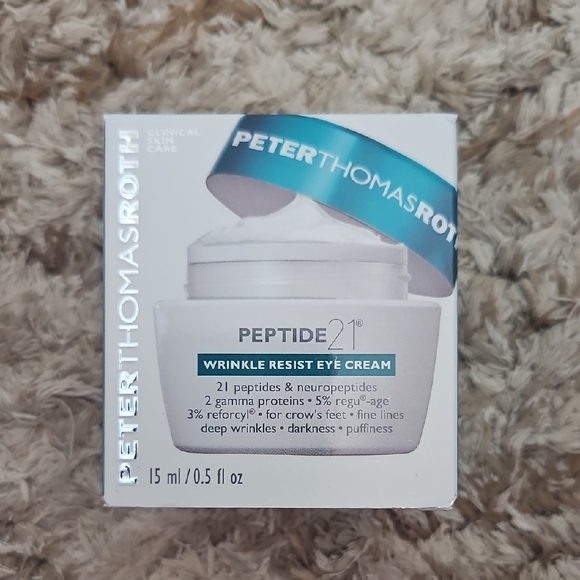 PETERTHOMASROTH
CLINICAL
SKIN
CARE
PETERTHOMASROTH
PEPTIDE21®
WRINKLE RESIST EYE CREAM
21 peptides & neuropeptides
2 gamma proteins • 5% regu®-age
3% reforcyl® • for crow's feet • fine lines
deep wrinkles • darkness • puffiness
15 ml / 0.5 fl oz